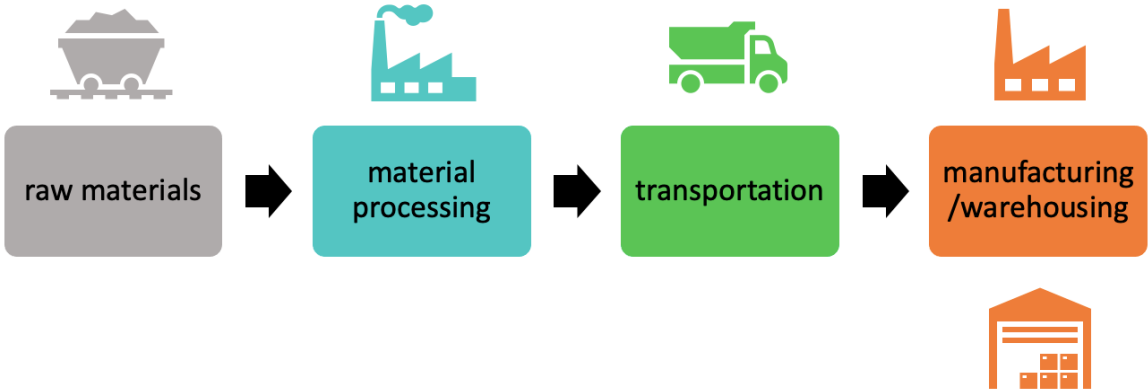 raw materials
material
processing
transportation
manufacturing
/warehousing